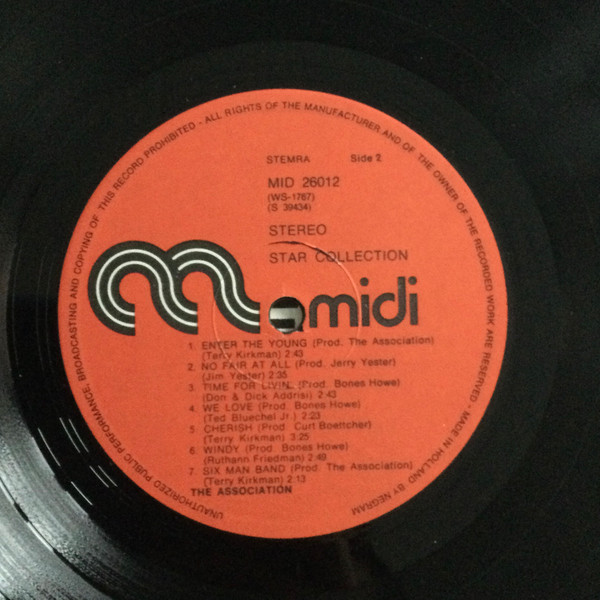 UNAUTHORIZED PUBLIC PERFORMANCE, BROADCASTING AND COPYING OF THIS RECORD PROHIBITED - ALL RIGHTS OF THE MANUFACTURER AND OF THE OWNER OF THE RECORDED WORK ARE RESERVED - MADE IN HOLLAND BY NEGRAM
STEMRA Side 2
MID 26012
(WS-1767)
(S 39434)
STEREO
STAR COLLECTION
midi
1. ENTER THE YOUNG (Prod. The Association)
(Terry Kirkman) 2:43
2. NO FAIR AT ALL (Prod. Jerry Yester)
(Jim Yester) 2:35
3. TIME FOR LIVIN' (Prod. Bones Howe)
(Don & Dick Addrisi) 2:43
4. WE LOVE (Prod. Bones Howe)
(Ted Bluechel Jr.) 2:23
5. CHERISH (Prod. Curt Boettcher)
(Terry Kirkman) 3:25
6. WINDY (Prod. Bones Howe)
(Ruthann Friedman) 2:49
7. SIX MAN BAND (Prod. The Association)
(Terry Kirkman) 2:13
THE ASSOCIATION